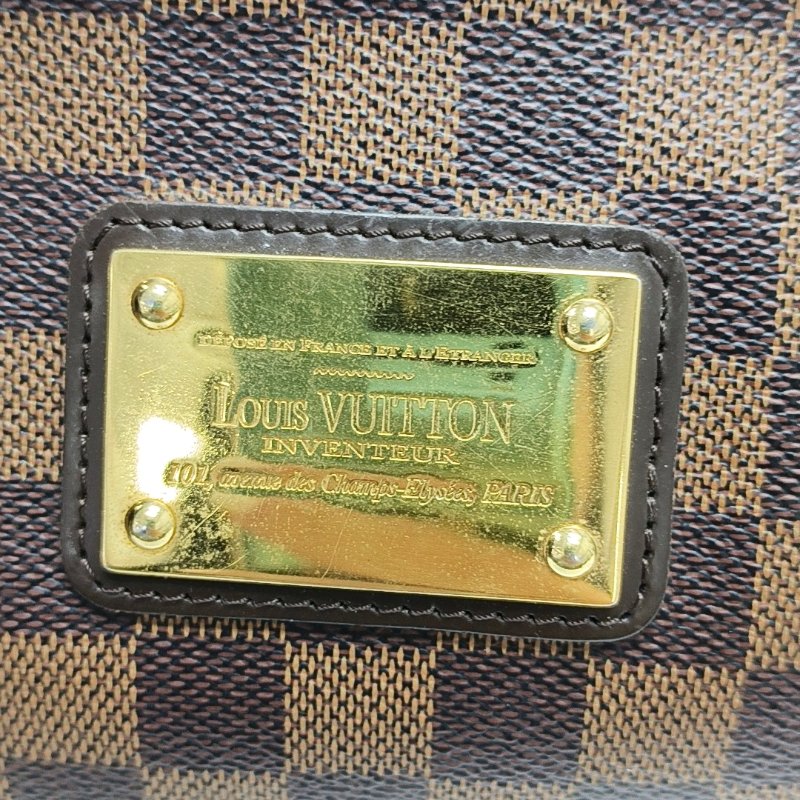 DÉPOSÉ EN FRANCE ET À L'ÉTRANGER
LOUIS VUITTON
INVENTEUR
101, avenue des Champs-Elysées, PARIS